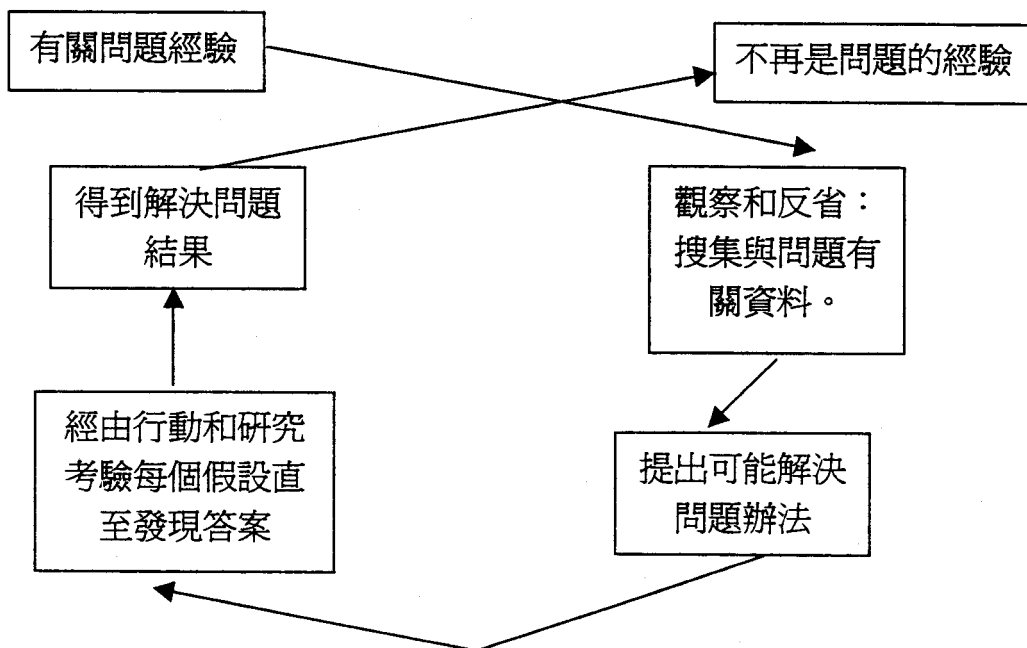 有關問題經驗
不再是問題的經驗
得到解決問題
結果
觀察和反省：
搜集與問題有
關資料。
經由行動和研究
考驗每個假設直
至發現答案
提出可能解決
問題辦法